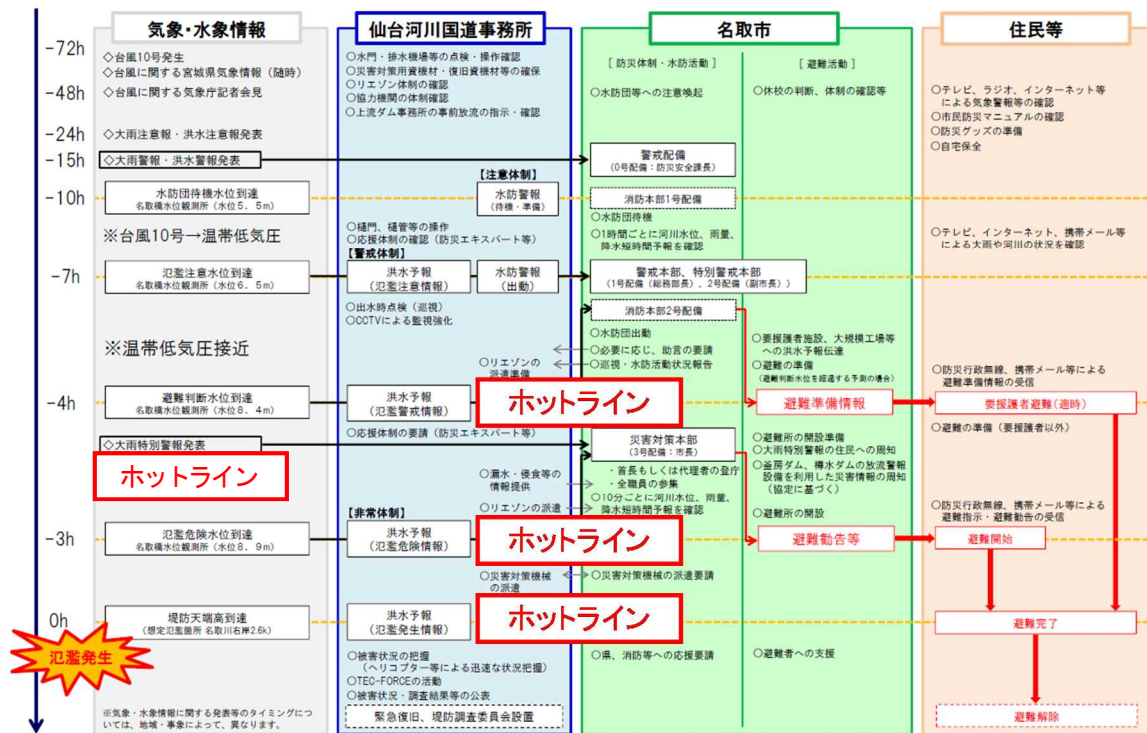 気象・水象情報
仙台河川国道事務所
名取市
住民等
-72h
-48h
-24h
-15h
-10h
-7h
-4h
-3h
0h
氾濫発生
◇台風10号発生
◇台風に関する宮城県気象情報（随時）
◇台風に関する気象庁記者会見
◇大雨注意報・洪水注意報発表
◇大雨警報・洪水警報発表
水防団待機水位到達
名取橋水位観測所（水位5.5m）
※台風10号→温帯低気圧
氾濫注意水位到達
名取橋水位観測所（水位6.5m）
※温帯低気圧接近
避難判断水位到達
名取橋水位観測所（水位8.4m）
◇大雨特別警報発表
ホットライン
氾濫危険水位到達
名取橋水位観測所（水位8.9m）
堤防天端高到達
（想定氾濫箇所 名取川右岸2.6k）
※気象・水象情報に関する発表等のタイミングにつ
いては、地域・事象によって、異なります。
○水門・排水機場等の点検・操作確認
○災害対策用資機材・復旧資機材等の確保
○リエゾン体制の確認
○協力機関の体制確認
○上流ダム事務所の事前放流の指示・確認
【注意体制】
水防警報
（待機・準備）
○樋門、樋管等の操作
○応援体制の確認（防災エキスパート等）
【警戒体制】
洪水予報
（氾濫注意情報）
水防警報
（出動）
○出水時点検（巡視）
○CCTVによる監視強化
○リエゾンの
派遣準備
洪水予報
（氾濫警戒情報）
ホットライン
○応援体制の要請（防災エキスパート等）
○漏水・侵食等の
情報提供
○リエゾンの派遣
【非常体制】
洪水予報
（氾濫危険情報）
ホットライン
○災害対策機械
の派遣
洪水予報
（氾濫発生情報）
ホットライン
○被害状況の把握
（ヘリコプター等による迅速な状況把握）
○TEC-FORCEの活動
○被害状況・調査結果等の公表
緊急復旧、堤防調査委員会設置
［ 防災体制・水防活動 ］
○水防団等への注意喚起
警戒配備
（0号配備：防災安全課長）
消防本部1号配備
○水防団待機
○1時間ごとに河川水位、雨量、
降水短時間予報を確認
警戒本部、特別警戒本部
（1号配備（総務部長）、2号配備（副市長））
消防本部2号配備
○水防団出動
○必要に応じ、助言の要請
○巡視・水防活動状況報告
災害対策本部
（3号配備：市長）
・首長もしくは代理者の登庁
・全職員の参集
○10分ごとに河川水位、雨量、
降水短時間予報を確認
○災害対策機械の派遣要請
○県、消防等への応援要請
［ 避難活動 ］
○休校の判断、体制の確認等
○要援護者施設、大規模工場等
への洪水予報伝達
○避難の準備
（避難判断水位を超過する予測の場合）
避難準備情報
○避難所の開設準備
○大雨特別警報の住民への周知
○釜房ダム、樽水ダムの放流警報
設備を利用した災害情報の周知
（協定に基づく）
○避難所の開設
避難勧告等
○避難者への支援
○テレビ、ラジオ、インターネット等
による気象警報等の確認
○市民防災マニュアルの確認
○防災グッズの準備
○自宅保全
○テレビ、インターネット、携帯メール等
による大雨や河川の状況を確認
○防災行政無線、携帯メール等による
避難準備情報の受信
要援護者避難（適時）
○避難の準備（要援護者以外）
○防災行政無線、携帯メール等による
避難指示・避難勧告の受信
避難開始
避難完了
避難解除